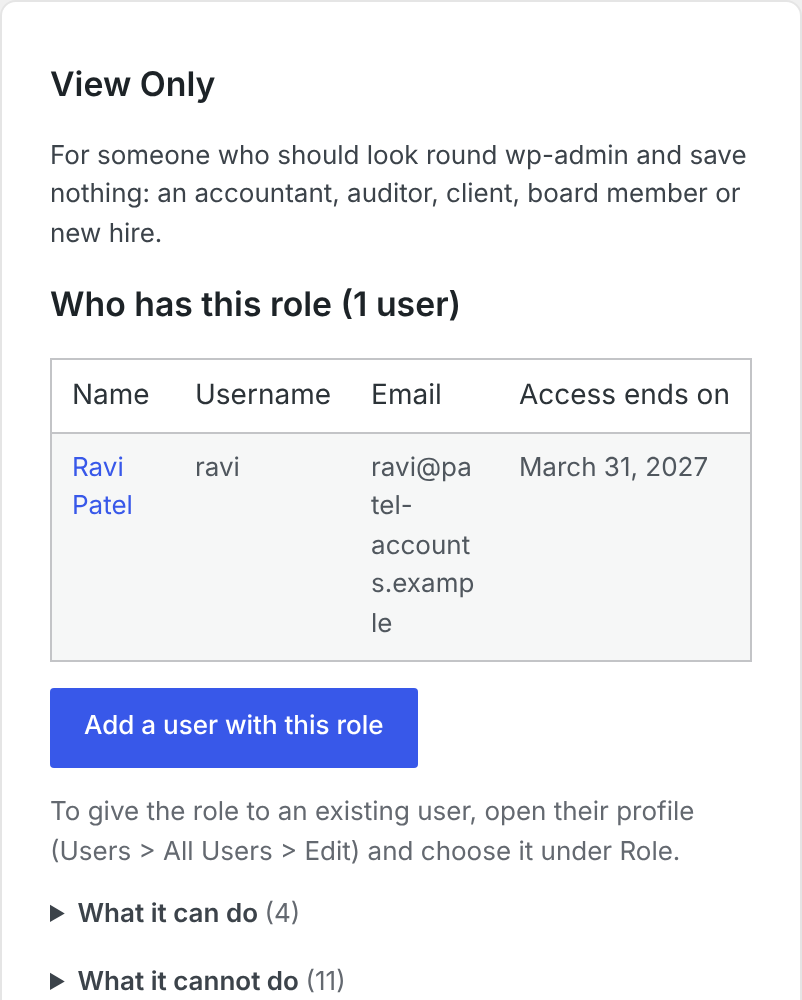 View Only
For someone who should look round wp-admin and save
nothing: an accountant, auditor, client, board member or
new hire.
Who has this role (1 user)
Name Username Email Access ends on
Ravi Patel
ravi
ravi@pa
tel-
account
s.examp
le
March 31, 2027
Add a user with this role
To give the role to an existing user, open their profile
(Users > All Users > Edit) and choose it under Role.
What it can do (4)
What it cannot do (11)